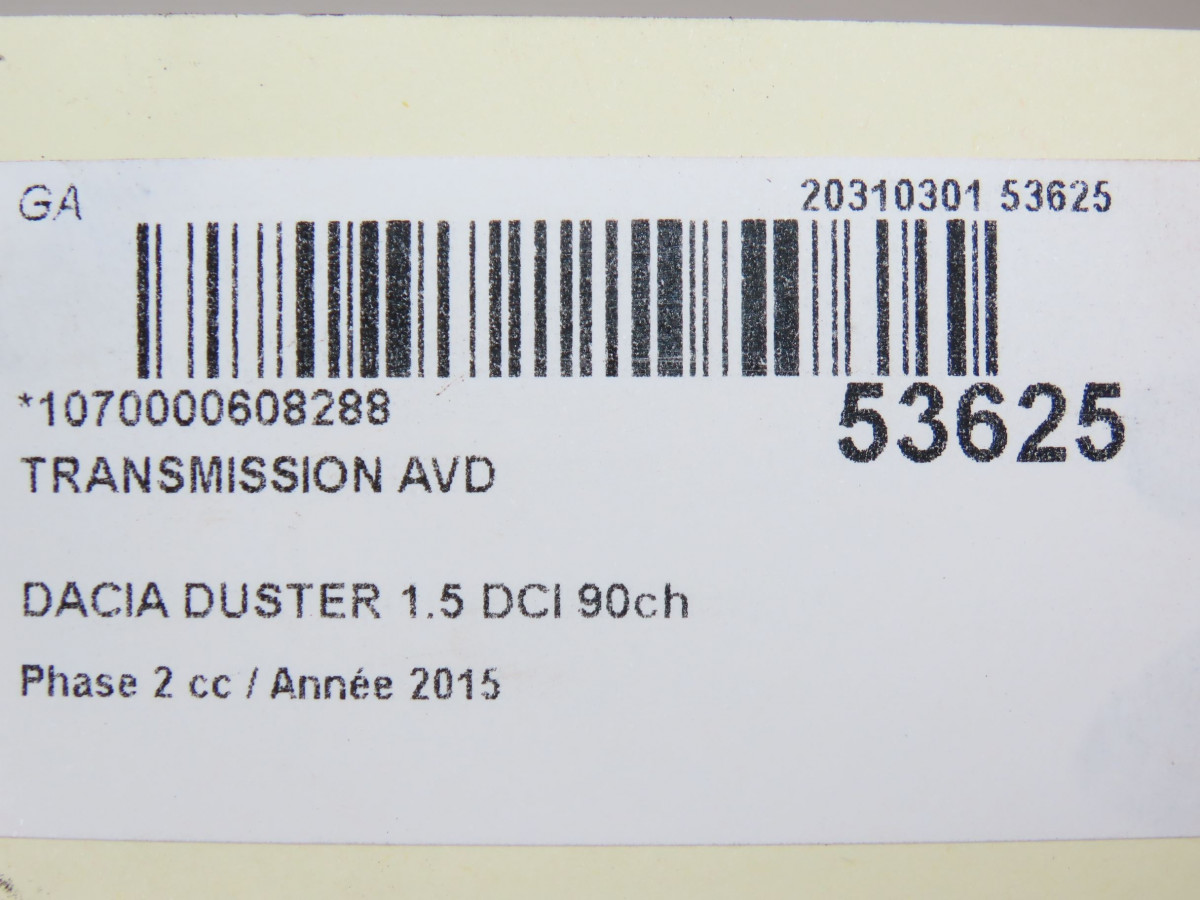 GA
20310301 53625
*1070000608288
53625
TRANSMISSION AVD
DACIA DUSTER 1.5 DCI 90ch
Phase 2 cc / Année 2015